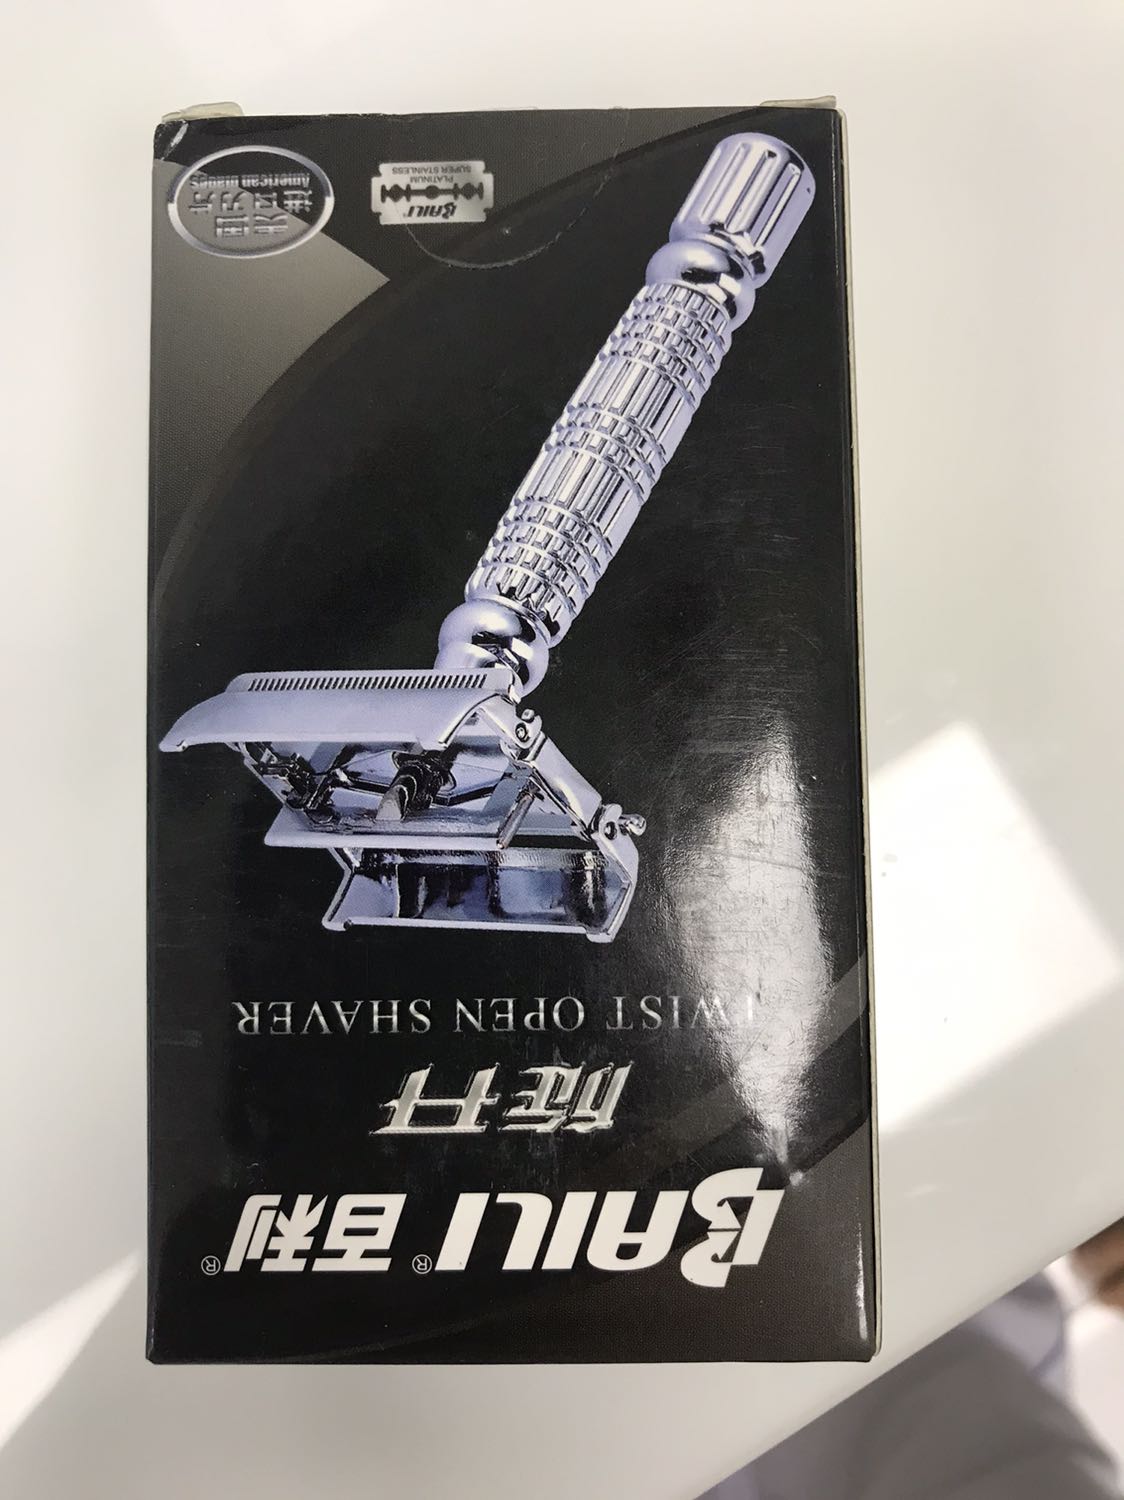 BAILI® 百利®
旋开
TWIST OPEN SHAVER
BAILI
PLATINUM
SUPER STAINLESS
美国
进口刀片
American